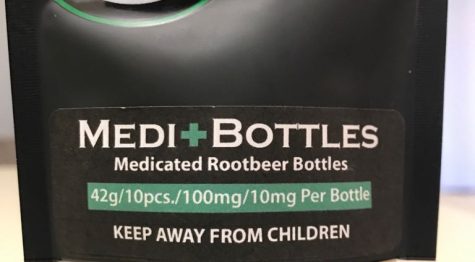 MEDI+BOTTLES
Medicated Rootbeer Bottles
42g/10pcs./100mg/10mg Per Bottle
KEEP AWAY FROM CHILDREN